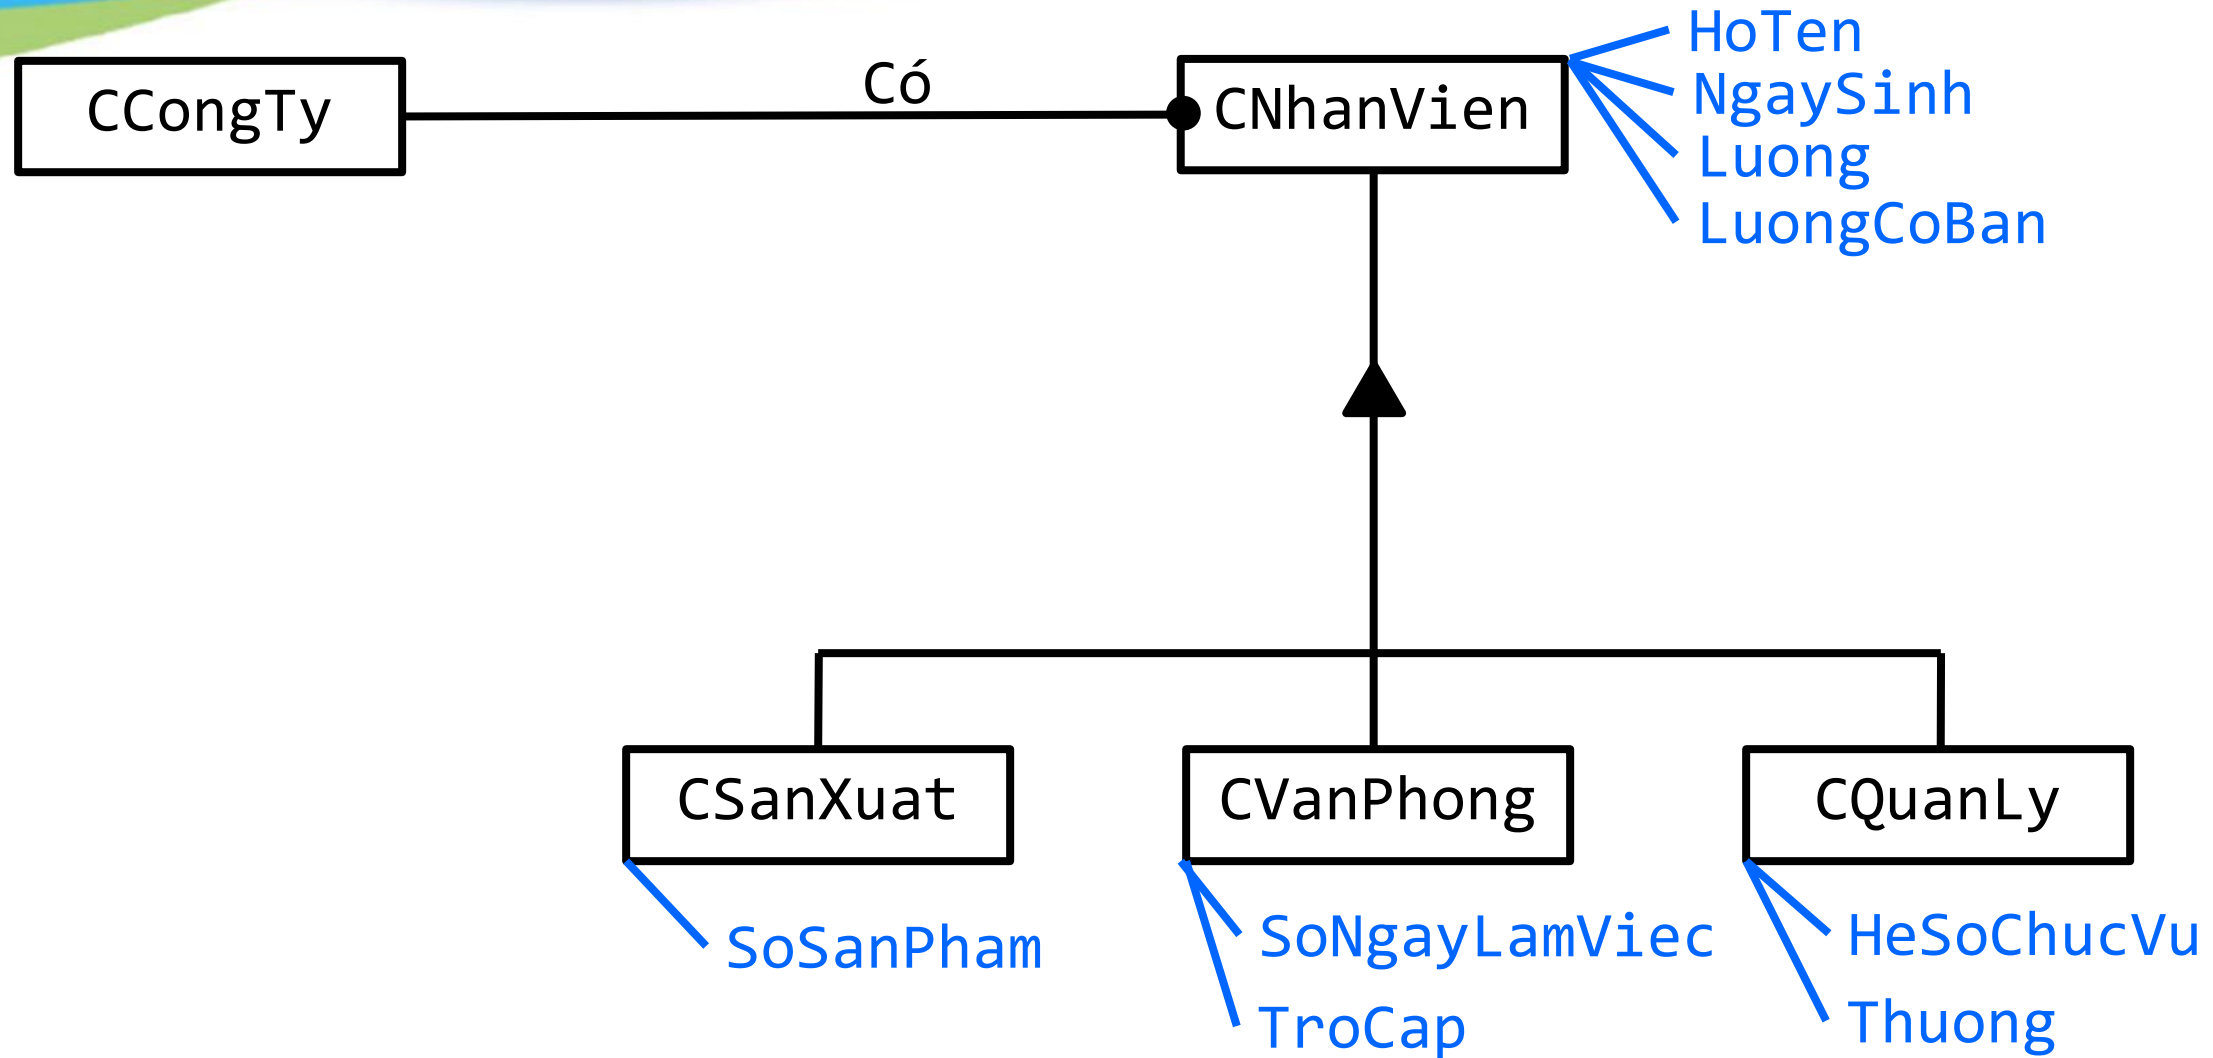 CCongTy
Có
CNhanVien
HoTen
NgaySinh
Luong
LuongCoBan
CSanXuat
CVanPhong
CQuanLy
SoSanPham
SoNgayLamViec
TroCap
HeSoChucVu
Thuong